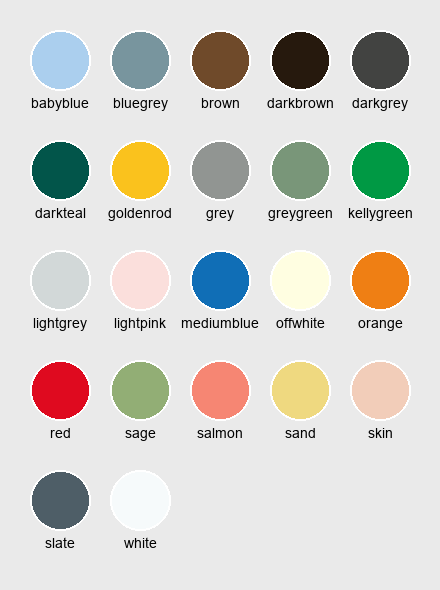 babyblue bluegrey brown darkbrown darkgrey
darkteal goldenrod grey greygreen kellygreen
lightgrey lightpink mediumblue offwhite orange
red sage salmon sand skin
slate white